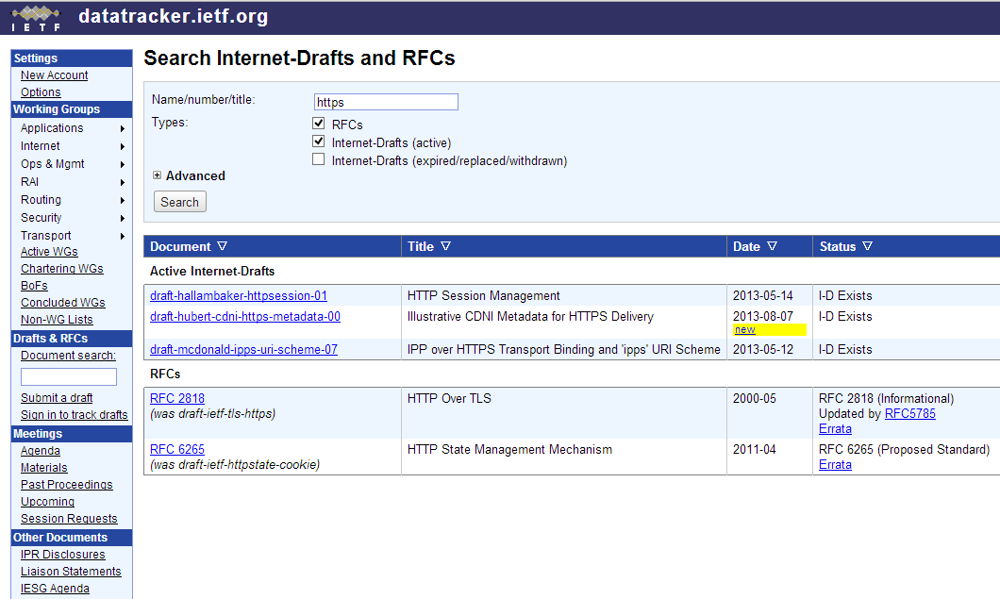 IETF
datatracker.ietf.org
Settings
New Account
Options
Working Groups
Applications
Internet
Ops & Mgmt
RAI
Routing
Security
Transport
Active WGs
Chartering WGs
BoFs
Concluded WGs
Non-WG Lists
Drafts & RFCs
Document search:
Submit a draft
Sign in to track drafts
Meetings
Agenda
Materials
Past Proceedings
Upcoming
Session Requests
Other Documents
IPR Disclosures
Liaison Statements
IESG Agenda
Search Internet-Drafts and RFCs
Name/number/title: https
Types: RFCs
Internet-Drafts (active)
Internet-Drafts (expired/replaced/withdrawn)
Advanced
Search
Document Title Date Status
Active Internet-Drafts
draft-hallambaker-httpsession-01 HTTP Session Management 2013-05-14 I-D Exists
draft-hubert-cdni-https-metadata-00 Illustrative CDNI Metadata for HTTPS Delivery 2013-08-07 I-D Exists
new
draft-mcdonald-ipps-uri-scheme-07 IPP over HTTPS Transport Binding and 'ipps' URI Scheme 2013-05-12 I-D Exists
RFCs
RFC 2818 HTTP Over TLS 2000-05 RFC 2818 (Informational)
(was draft-ietf-tls-https) Updated by RFC5785
Errata
RFC 6265 HTTP State Management Mechanism 2011-04 RFC 6265 (Proposed Standard)
(was draft-ietf-httpstate-cookie) Errata